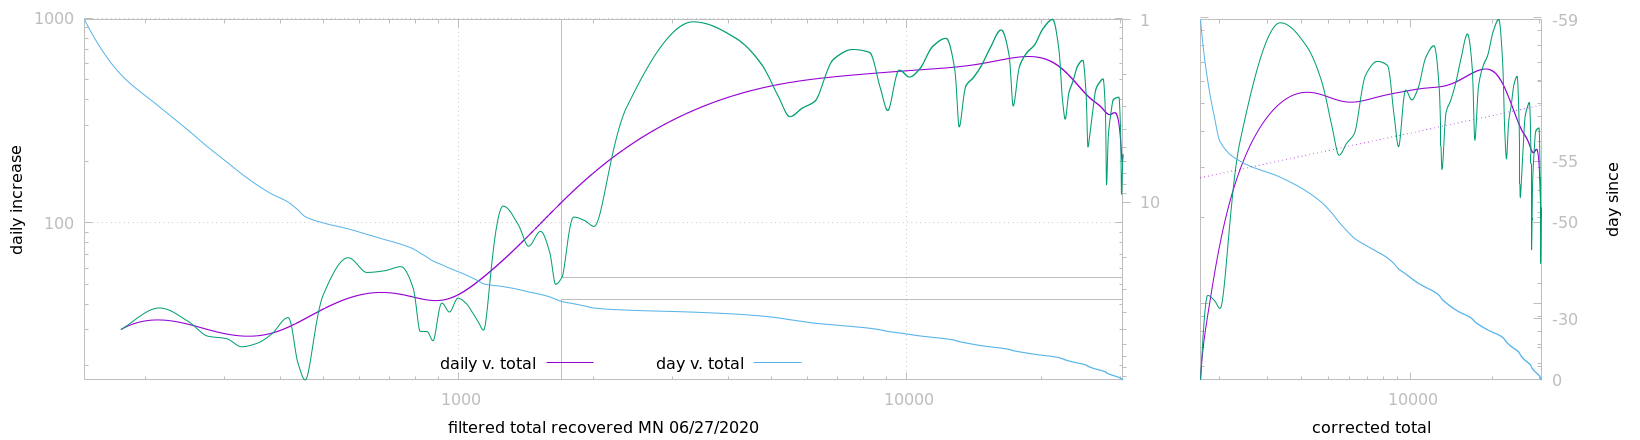 1000
100
daily increase
1
10
daily v. total
day v. total
1000
10000
filtered total recovered MN 06/27/2020
-59
-55
-50
-30
0
day since
10000
corrected total